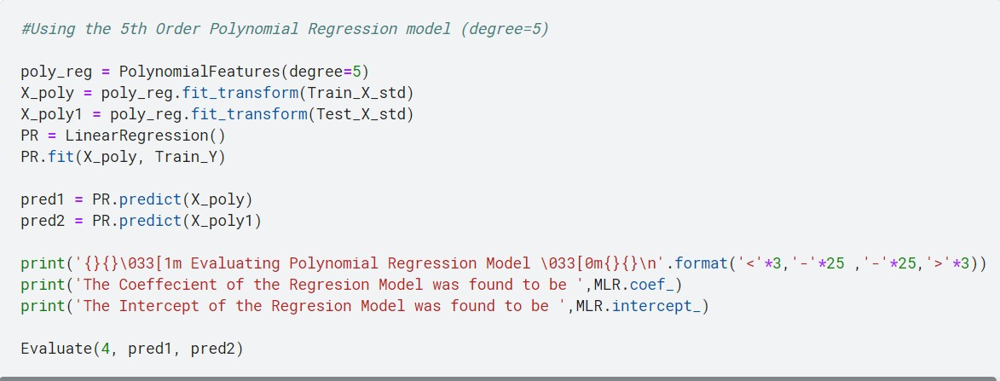 #Using the 5th Order Polynomial Regression model (degree=5)
poly_reg = PolynomialFeatures(degree=5)
X_poly = poly_reg.fit_transform(Train_X_std)
X_poly1 = poly_reg.fit_transform(Test_X_std)
PR = LinearRegression()
PR.fit(X_poly, Train_Y)
pred1 = PR.predict(X_poly)
pred2 = PR.predict(X_poly1)
print('{}{}\033[1m Evaluating Polynomial Regression Model \033[0m{}{}\n'.format('<'*3,'-'*25 ,'-'*25,'>'*3))
print('The Coeffecient of the Regresion Model was found to be ',MLR.coef_)
print('The Intercept of the Regresion Model was found to be ',MLR.intercept_)
Evaluate(4, pred1, pred2)